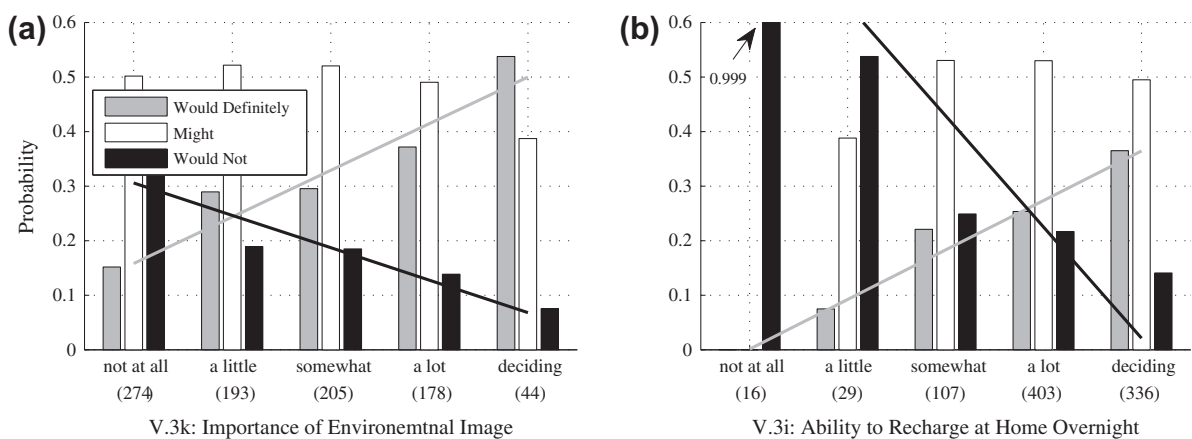 (a)
0.6
0.5
0.4
0.3
0.2
0.1
0
Probability
Would Definitely
Might
Would Not
not at all a little somewhat a lot deciding
(274) (193) (205) (178) (44)
V.3k: Importance of Environemtnal Image
(b)
0.6
0.5
0.4
0.3
0.2
0.1
0
0.999
not at all a little somewhat a lot deciding
(16) (29) (107) (403) (336)
V.3i: Ability to Recharge at Home Overnight